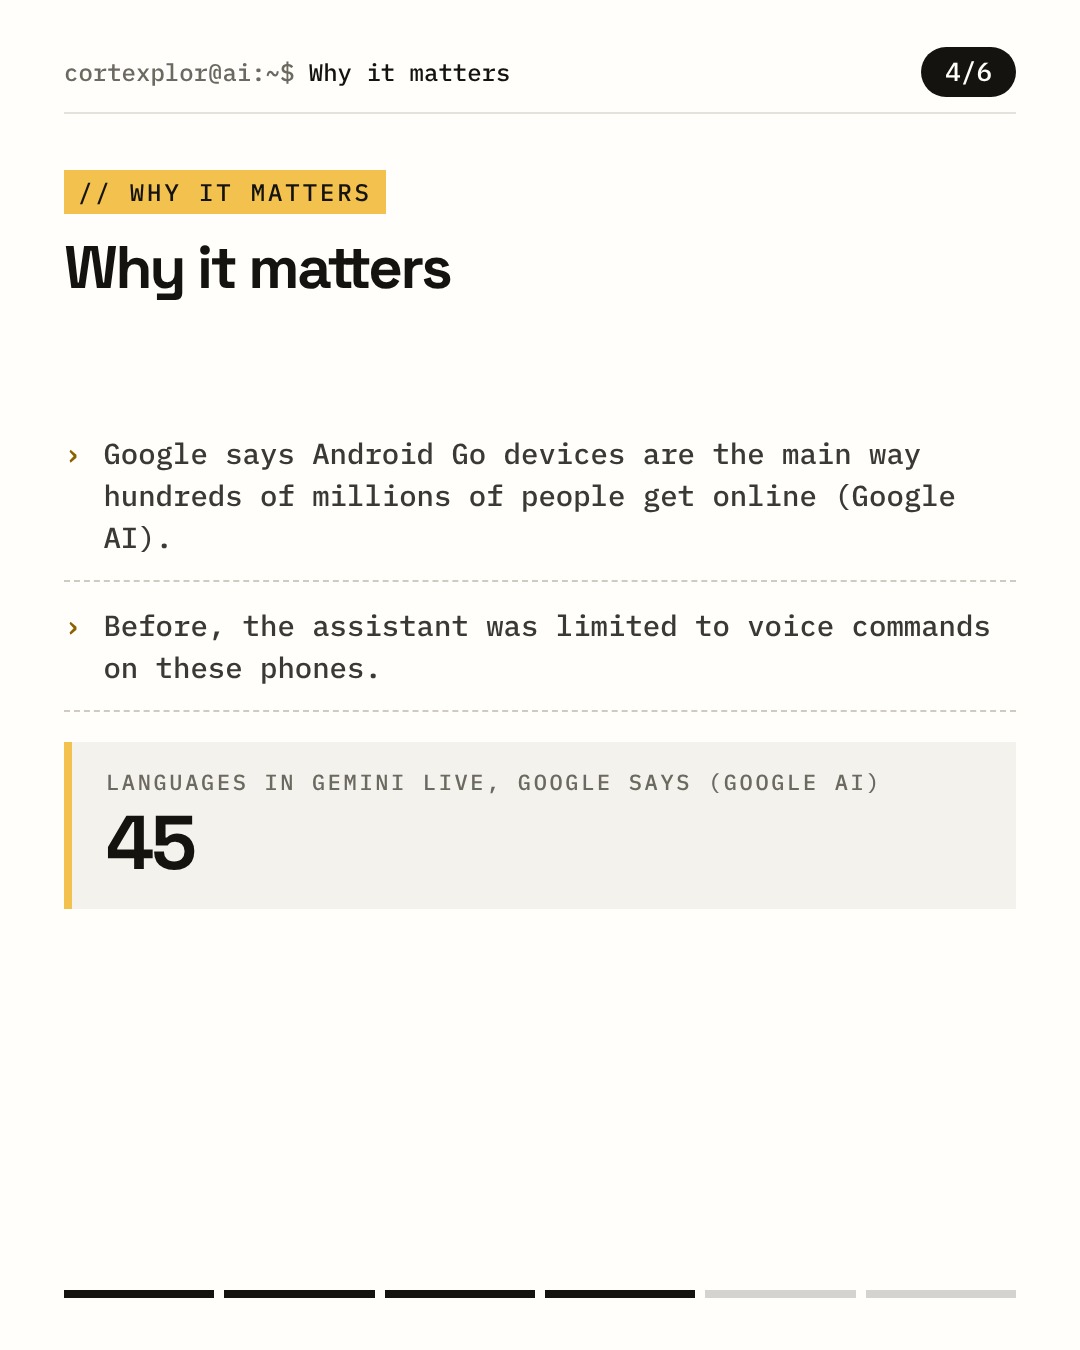 cortexplor@ai:~$ Why it matters
4/6
// WHY IT MATTERS
Why it matters
› Google says Android Go devices are the main way
hundreds of millions of people get online (Google
AI).
› Before, the assistant was limited to voice commands
on these phones.
LANGUAGES IN GEMINI LIVE, GOOGLE SAYS (GOOGLE AI)
45